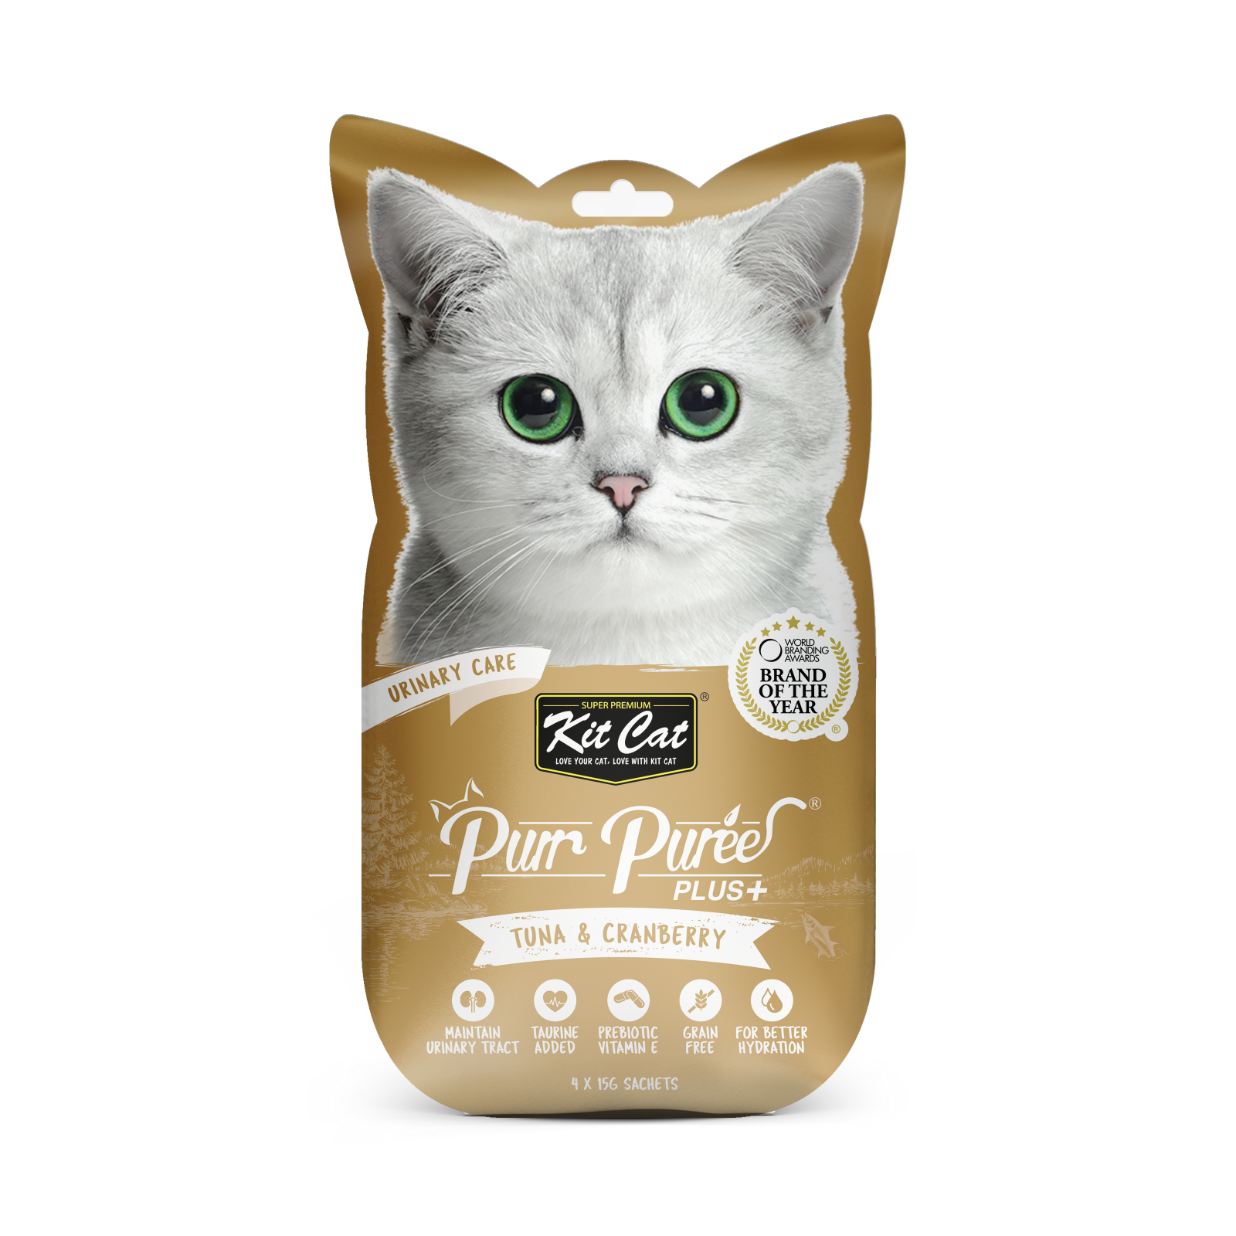 URINARY CARE
WORLD
BRANDING
AWARDS
BRAND
OF THE
YEAR
®
SUPER PREMIUM
Kit Cat
®
LOVE YOUR CAT, LOVE WITH KIT CAT
Purr Purée
®
PLUS+
TUNA & CRANBERRY
MAINTAIN
URINARY TRACT
TAURINE
ADDED
PREBIOTIC
VITAMIN E
GRAIN
FREE
FOR BETTER
HYDRATION
4 X 15G SACHETS